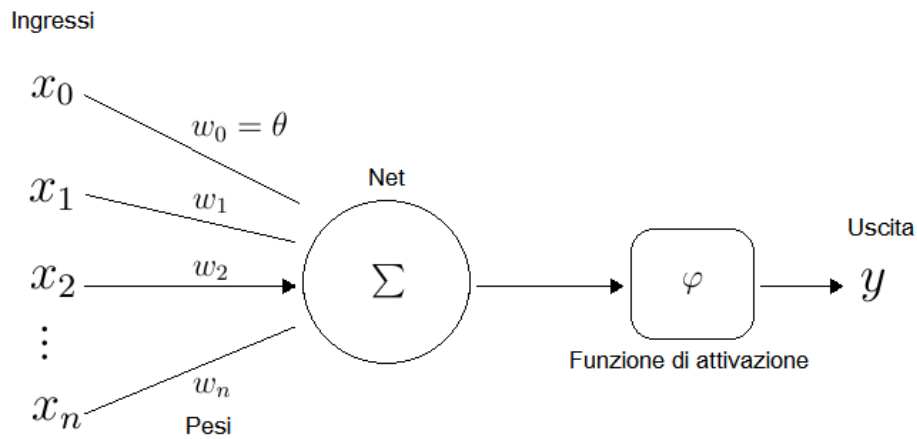 Ingressi
x₀
w₀ = θ
x₁
w₁
Net
x₂
w₂
Σ
φ
Uscita
y
⋮
Funzione di attivazione
xₙ
wₙ
Pesi